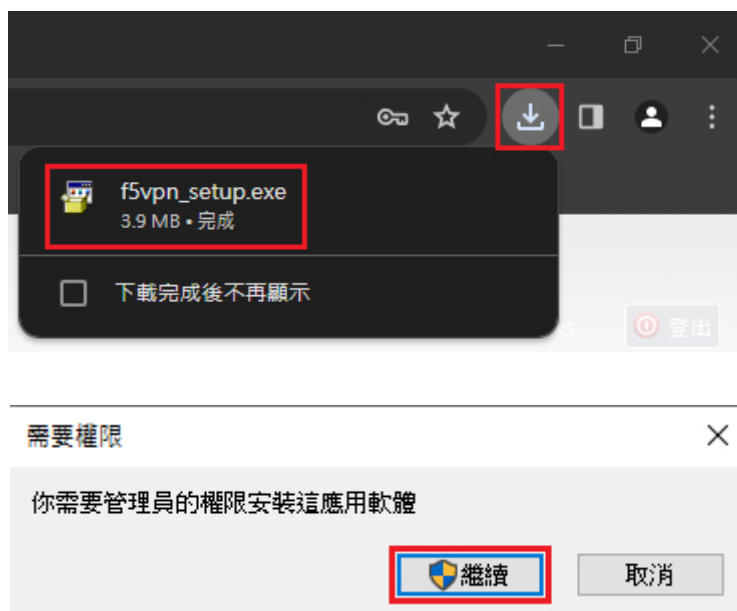 f5vpn_setup.exe
3.9 MB • 完成
下載完成後不再顯示
登出
需要權限
你需要管理員的權限安裝這應用軟體
繼續
取消